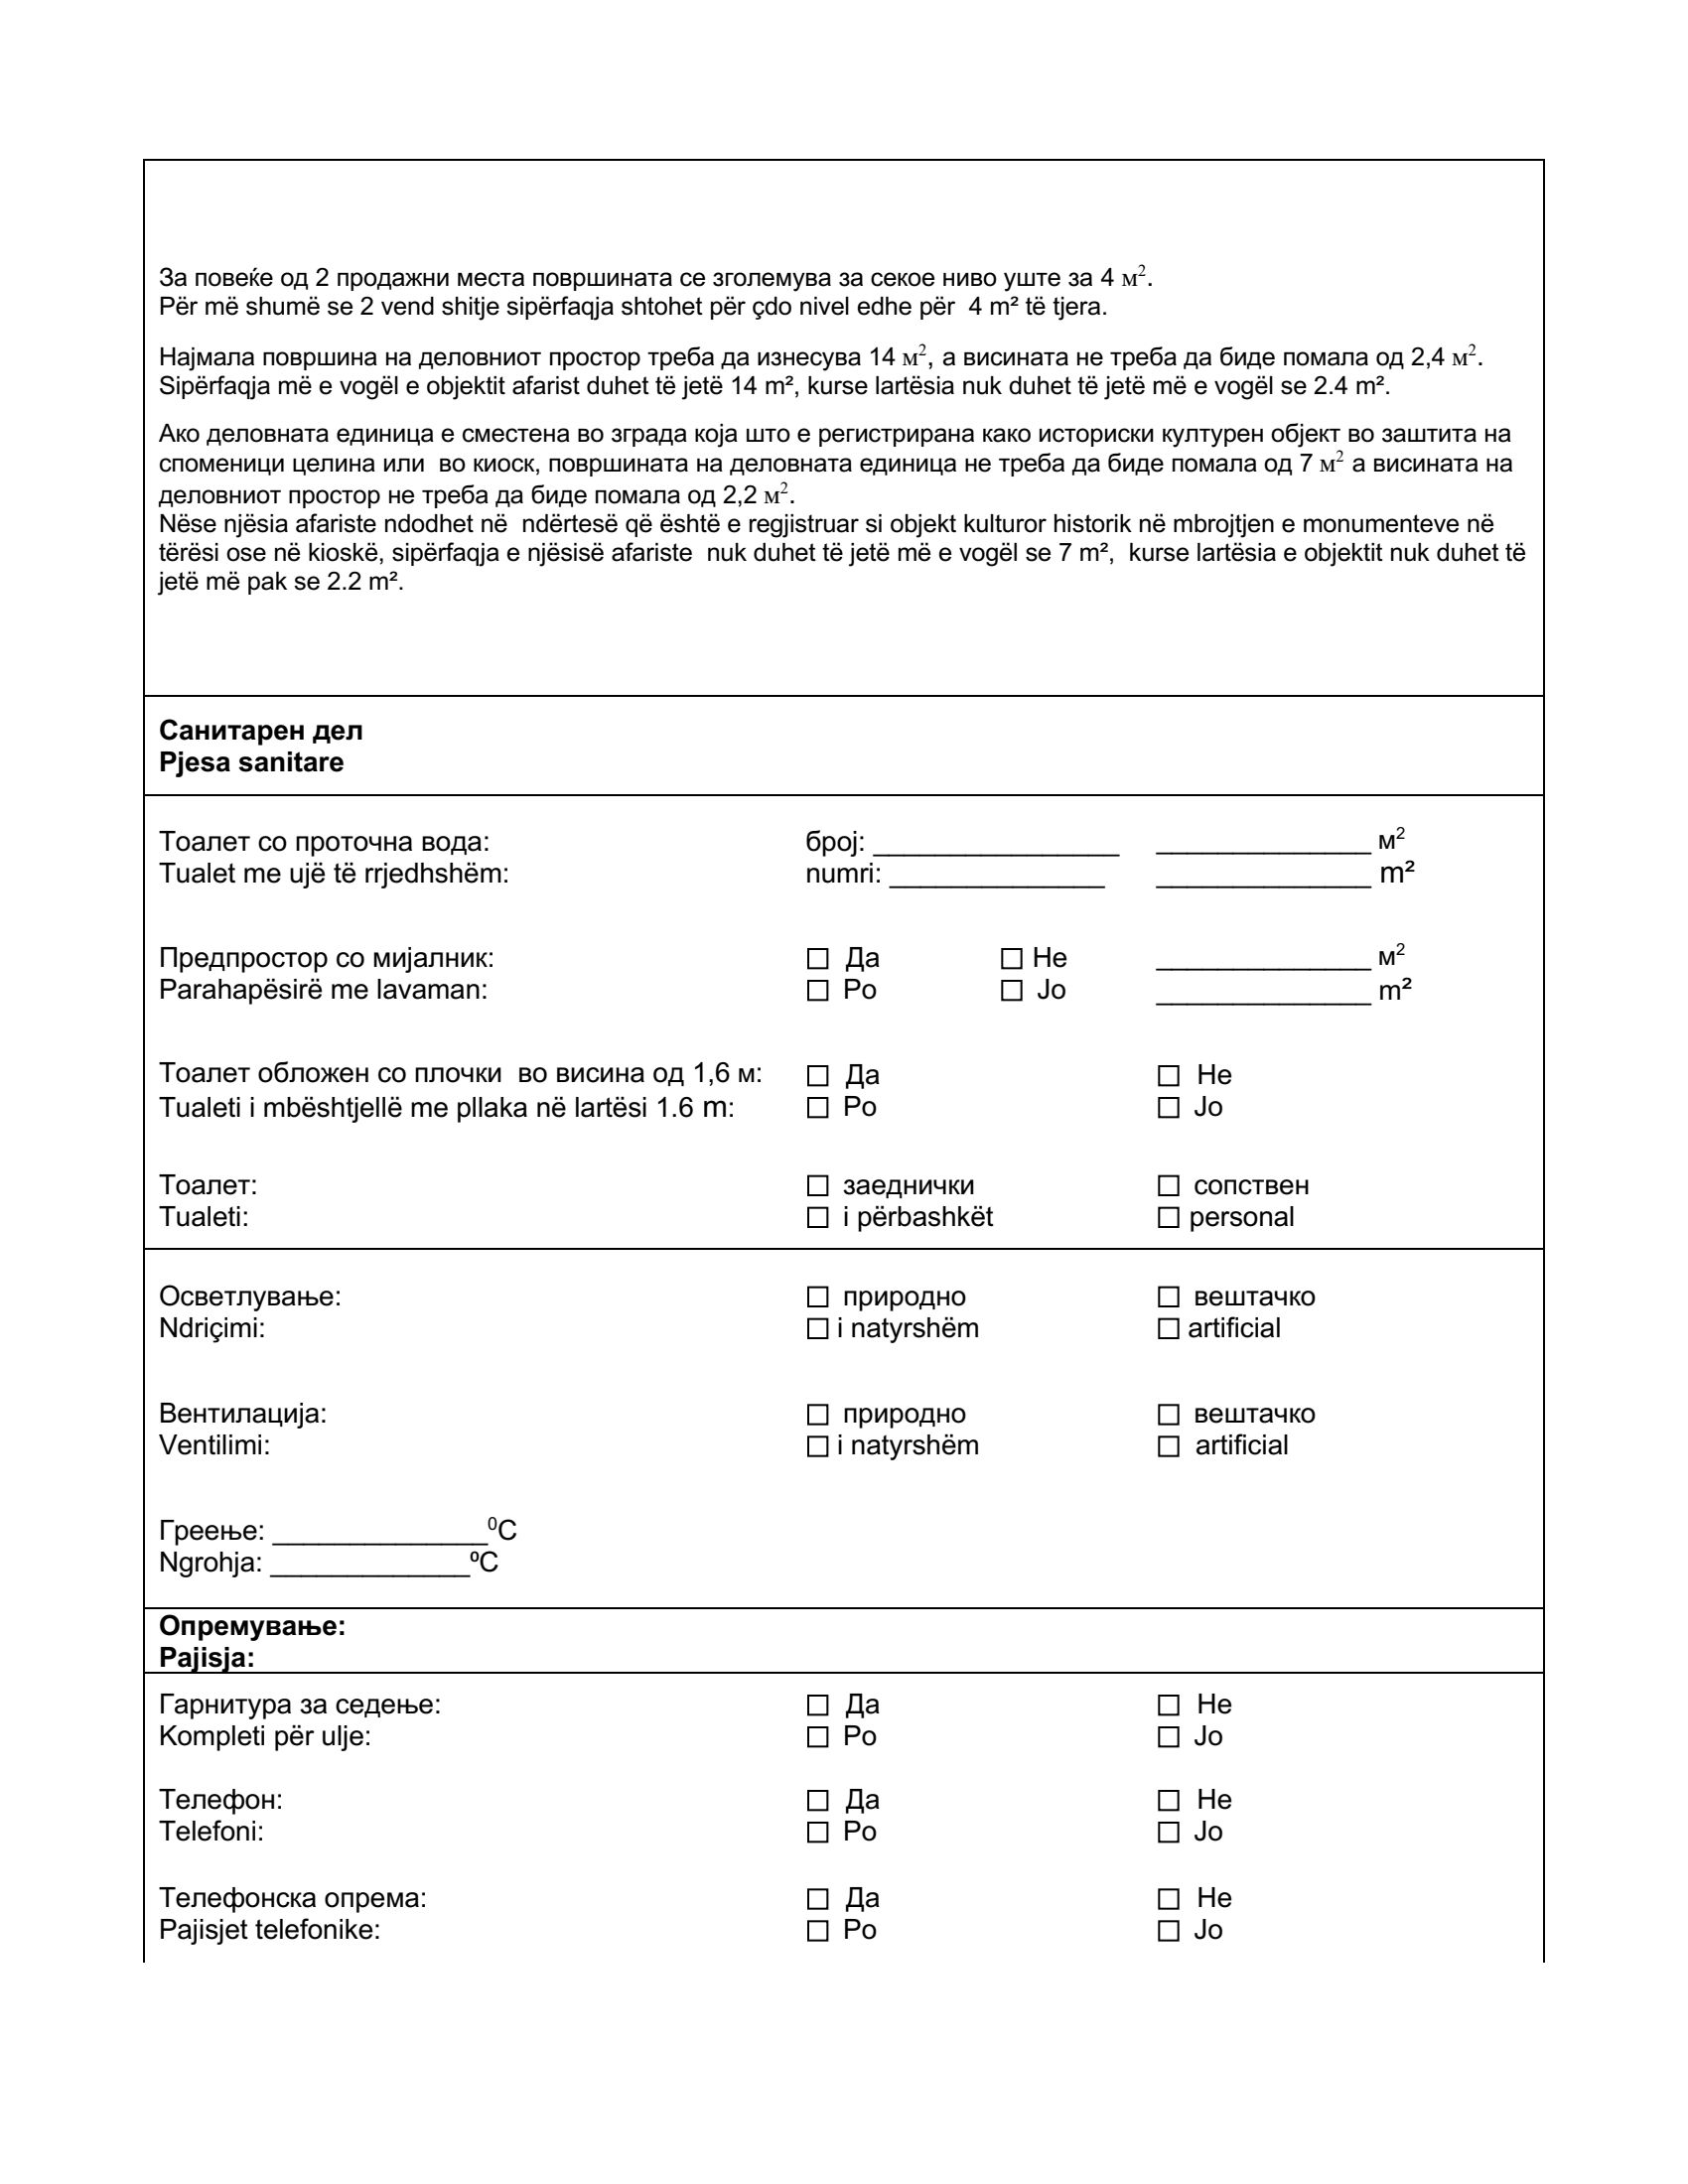 За повеќе од 2 продажни места површината се зголемува за секое ниво уште за 4 м².
Për më shumë se 2 vend shitje sipërfaqja shtohet për çdo nivel edhe për  4 m² të tjera.
Најмала површина на деловниот простор треба да изнесува 14 м², а висината не треба да биде помала од 2,4 м².
Sipërfaqja më e vogël e objektit afarist duhet të jetë 14 m², kurse lartësia nuk duhet të jetë më e vogël se 2.4 m².
Ако деловната единица е сместена во зграда која што е регистрирана како историски културен објект во заштита на
споменици целина или  во киоск, површината на деловната единица не треба да биде помала од 7 м² а висината на
деловниот простор не треба да биде помала од 2,2 м².
Nëse njësia afariste ndodhet në  ndërtesë që është e regjistruar si objekt kulturor historik në mbrojtjen e monumenteve në
tërësi ose në kioskë, sipërfaqja e njësisë afariste  nuk duhet të jetë më e vogël se 7 m²,  kurse lartësia e objektit nuk duhet të
jetë më pak se 2.2 m².
Санитарен дел
Pjesa sanitare
Тоалет со проточна вода: број: ________________ ______________ м²
Tualet me ujë të rrjedhshëm: numri: ______________ ______________ m²
Предпростор со мијалник: ☐ Да ☐ Не ______________ м²
Parahapësirë me lavaman: ☐ Po ☐ Jo ______________ m²
Тоалет обложен со плочки  во висина од 1,6 м: ☐ Да ☐ Не
Tualeti i mbështjellë me pllaka në lartësi 1.6 m: ☐ Po ☐ Jo
Тоалет: ☐ заеднички ☐ сопствен
Tualeti: ☐ i përbashkët ☐ personal
Осветлување: ☐ природно ☐ вештачко
Ndriçimi: ☐ i natyrshëm ☐ artificial
Вентилација: ☐ природно ☐ вештачко
Ventilimi: ☐ i natyrshëm ☐ artificial
Греење: ______________⁰C
Ngrohja: _____________ºC
Опремување:
Pajisja:
Гарнитура за седење: ☐ Да ☐ Не
Kompleti për ulje: ☐ Po ☐ Jo
Телефон: ☐ Да ☐ Не
Telefoni: ☐ Po ☐ Jo
Телефонска опрема: ☐ Да ☐ Не
Pajisjet telefonike: ☐ Po ☐ Jo